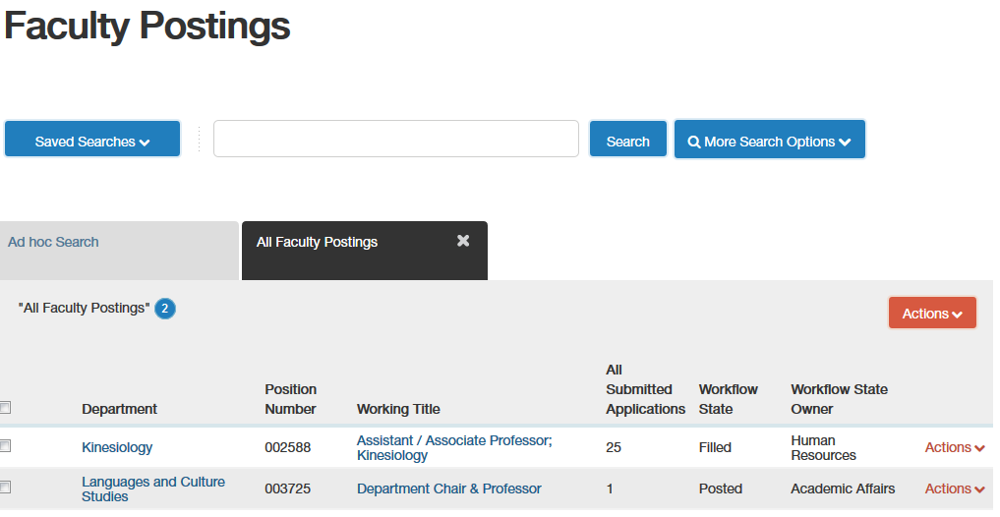 Faculty Postings
Saved Searches
Search
More Search Options
Ad hoc Search
All Faculty Postings
"All Faculty Postings" 2
Actions
All
Position Submitted Workflow Workflow State
Department Number Working Title Applications State Owner
Kinesiology 002588 Assistant / Associate Professor; Kinesiology 25 Filled Human Resources Actions
Languages and Culture Studies 003725 Department Chair & Professor 1 Posted Academic Affairs Actions